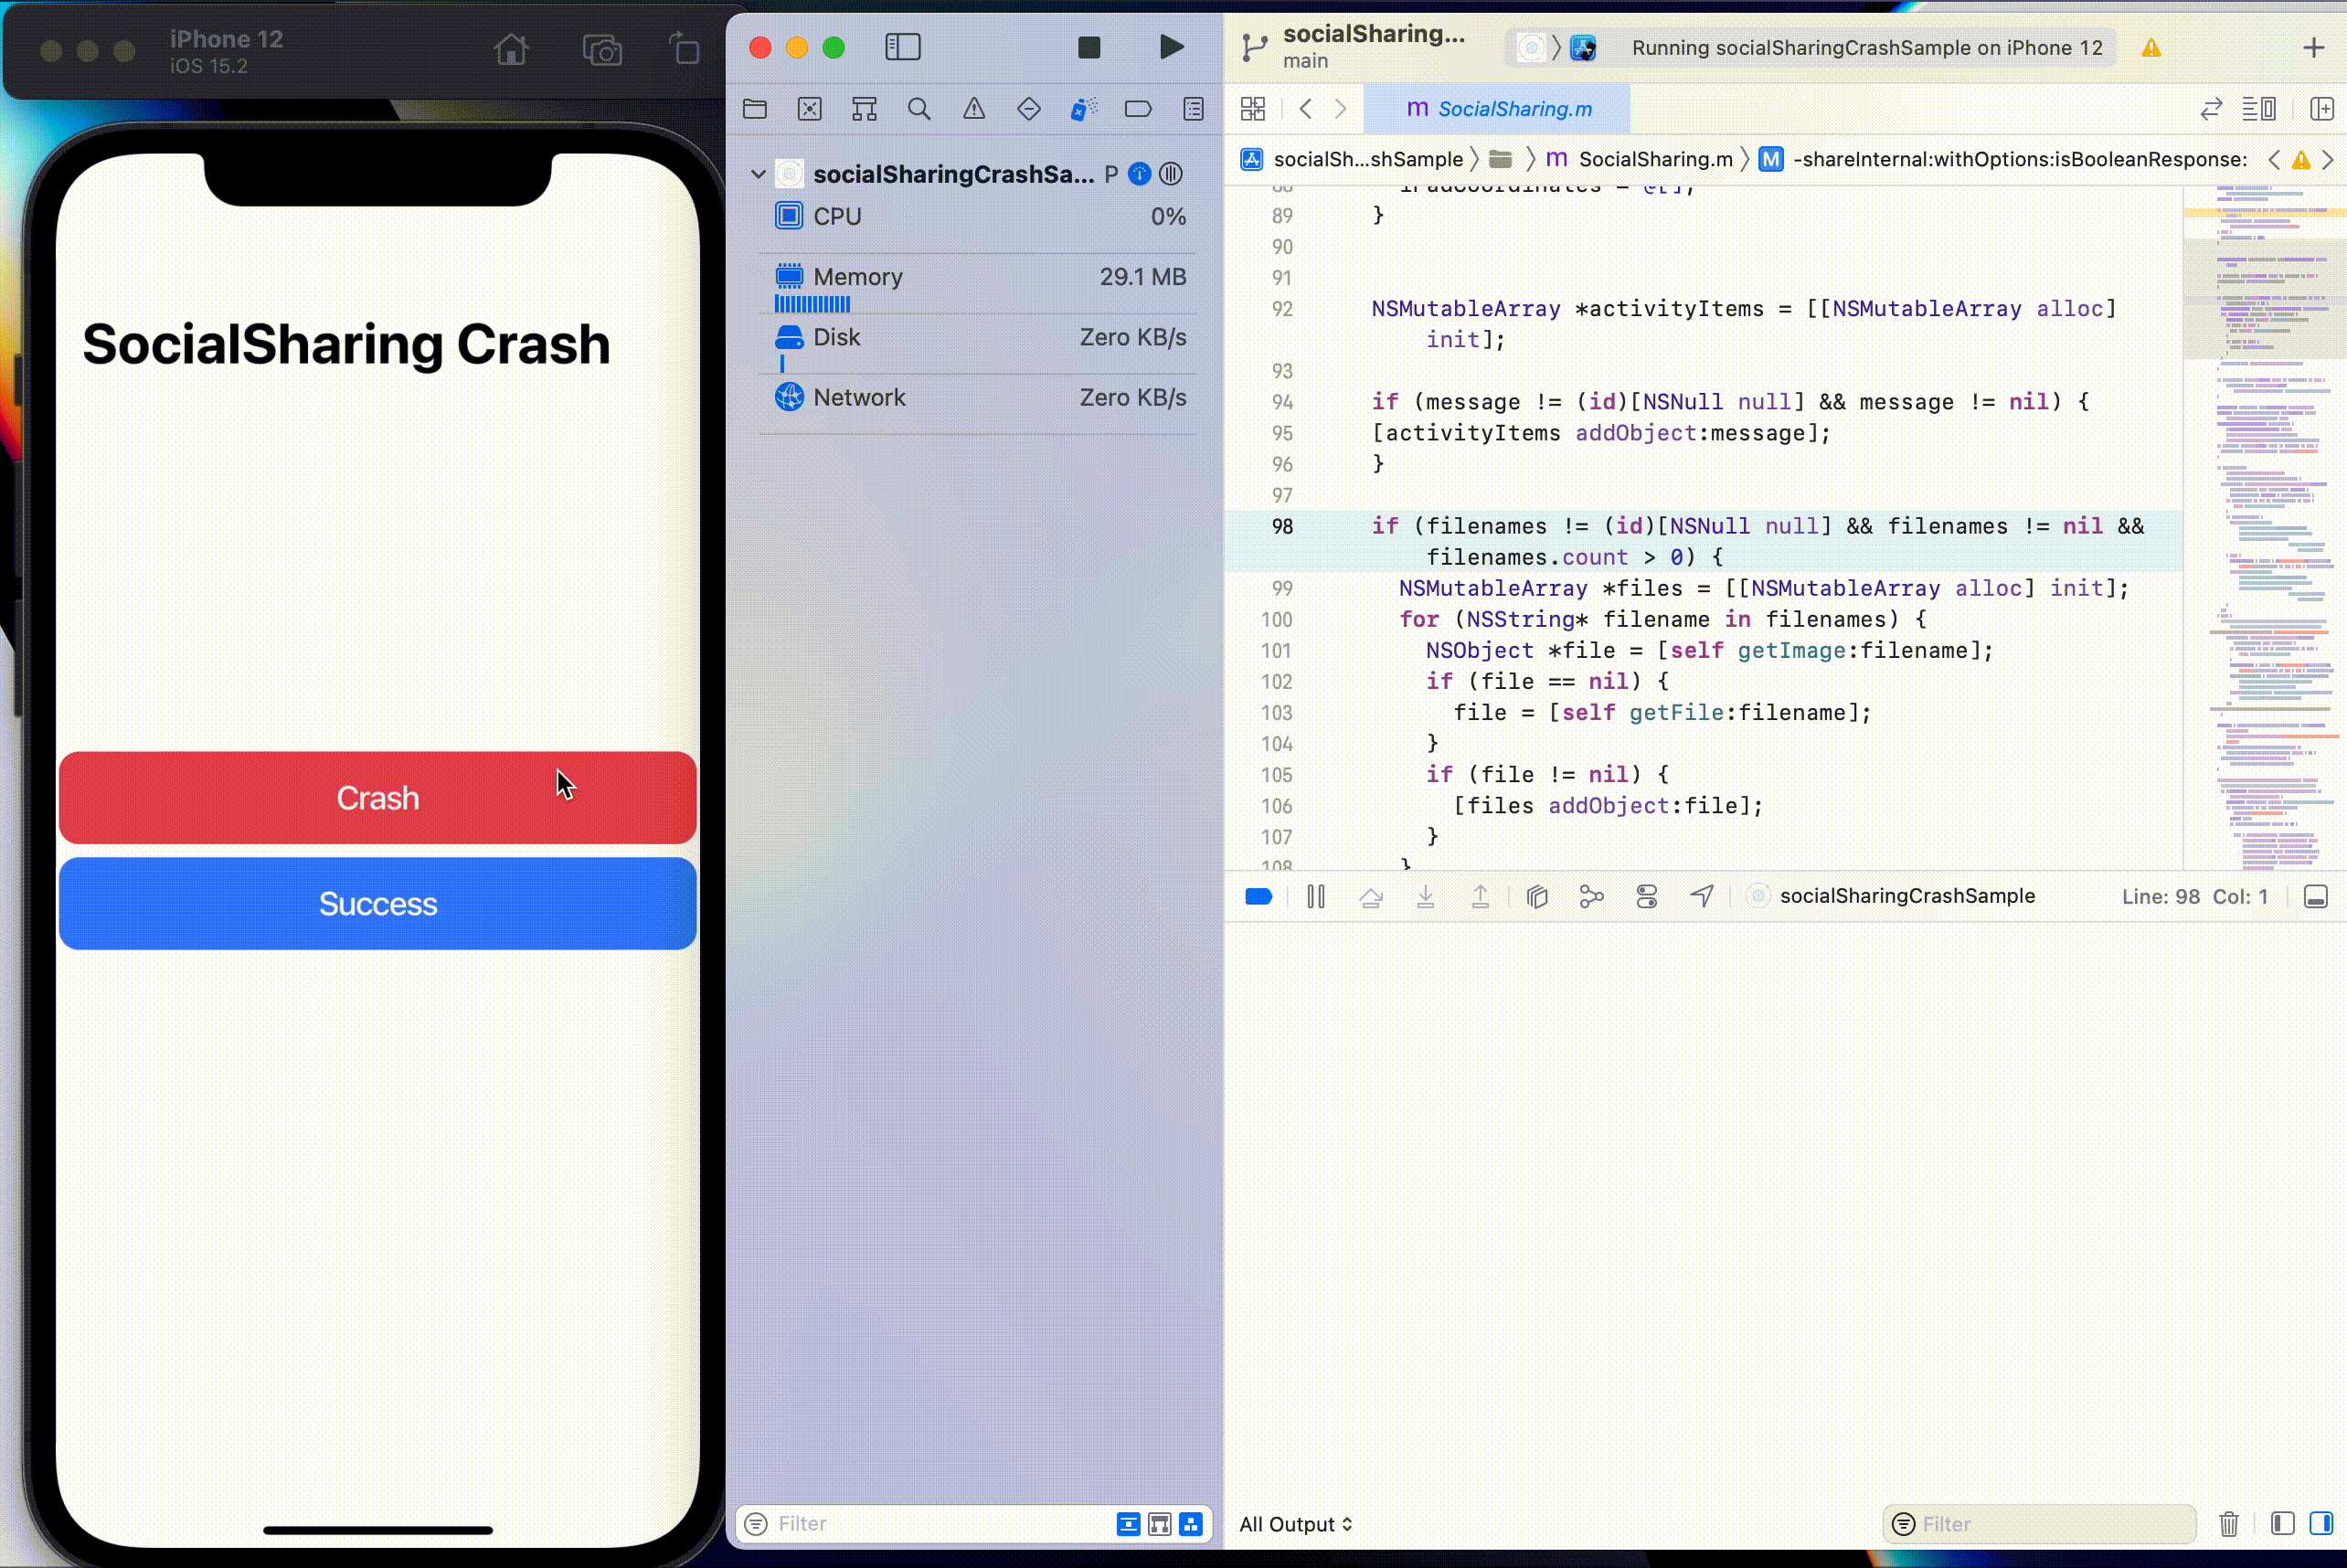 iPhone 12
iOS 15.2
SocialSharing Crash
Crash
Success
socialSharingCrashSa... P
CPU 0%
Memory 29.1 MB
Disk Zero KB/s
Network Zero KB/s
Filter
socialSharing...
main
Running socialSharingCrashSample on iPhone 12
m SocialSharing.m
socialSh...shSample m SocialSharing.m M -shareInternal:withOptions:isBooleanResponse:
88 iPadCoordinates = @[];
89 }
90
91
92 NSMutableArray *activityItems = [[NSMutableArray alloc]
init];
93
94 if (message != (id)[NSNull null] && message != nil) {
95 [activityItems addObject:message];
96 }
97
98 if (filenames != (id)[NSNull null] && filenames != nil &&
filenames.count > 0) {
99 NSMutableArray *files = [[NSMutableArray alloc] init];
100 for (NSString* filename in filenames) {
101 NSObject *file = [self getImage:filename];
102 if (file == nil) {
103 file = [self getFile:filename];
104 }
105 if (file != nil) {
106 [files addObject:file];
107 }
108 }
socialSharingCrashSample Line: 98 Col: 1
All Output Filter